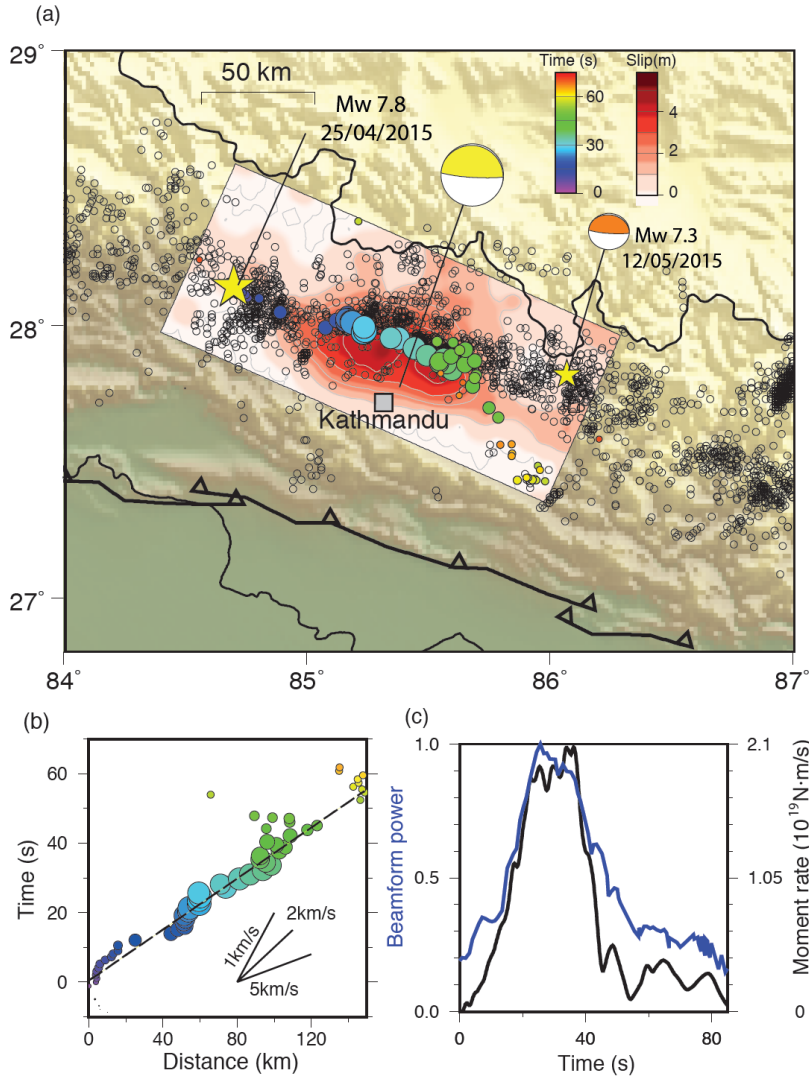 (a)
29°
28°
27°
84°
85°
86°
87°
50 km
Mw 7.8
25/04/2015
Time (s)
60
30
0
Slip(m)
4
2
0
Mw 7.3
12/05/2015
Kathmandu
(b)
Time (s)
60
40
20
0
0
40
80
120
Distance (km)
1km/s
2km/s
5km/s
(c)
Beamform power
1.0
0.5
0.0
0
40
80
Time (s)
2.1
1.05
0
Moment rate (10¹⁹N·m/s)